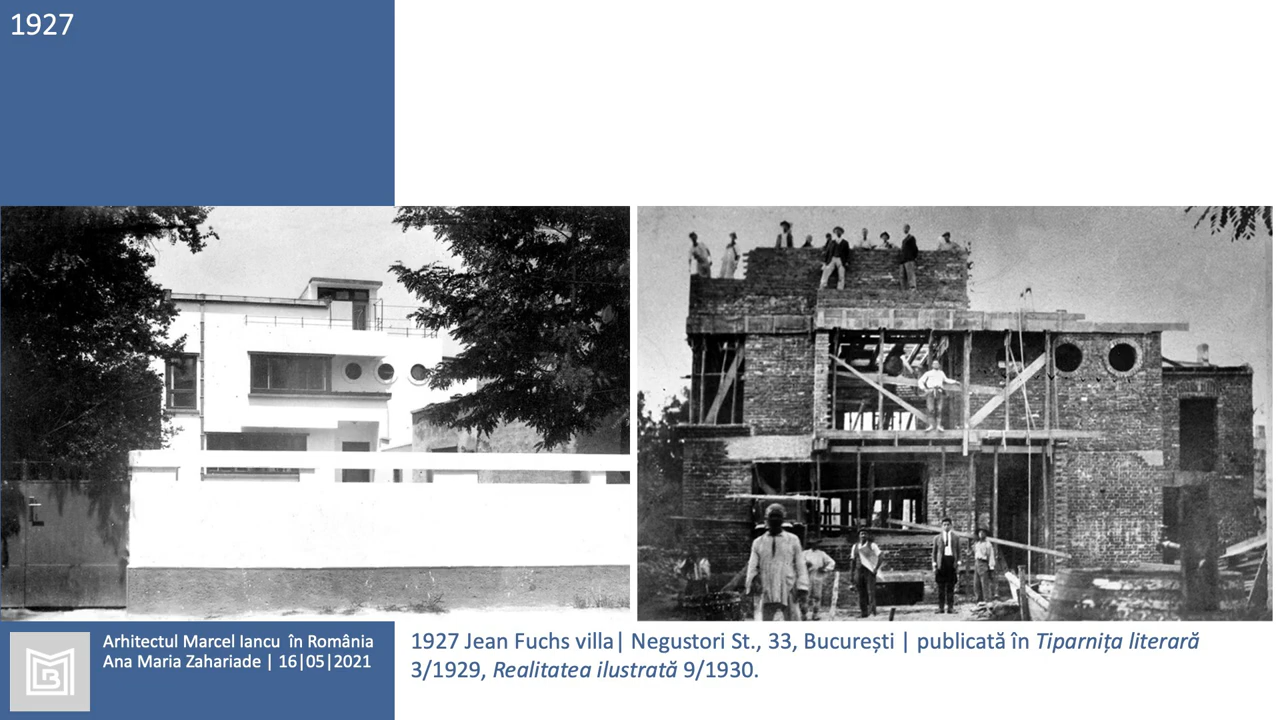 1927
Arhitectul Marcel Iancu în România
Ana Maria Zahariade | 16|05|2021
1927 Jean Fuchs villa| Negustori St., 33, București | publicată în Tiparnița literară
3/1929, Realitatea ilustrată 9/1930.